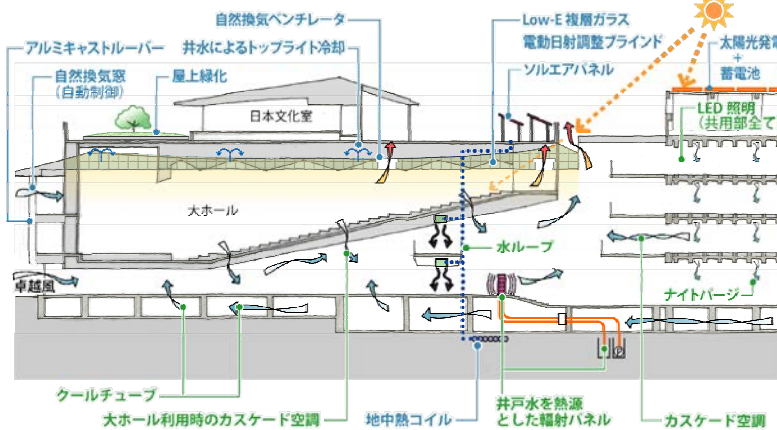 自然換気ベンチレータ
Low-E 複層ガラス
アルミキャストルーバー
井水によるトップライト冷却
電動日射調整ブラインド
太陽光発電
+
蓄電池
自然換気窓
(自動制御)
屋上緑化
ソルエアパネル
日本文化室
LED 照明
(共用部全て
大ホール
水ループ
カスケード空調
卓越風
ナイトパージ
クールチューブ
大ホール利用時のカスケード空調
地中熱コイル
井戸水を熱源
とした輻射パネル
カスケード空調
P